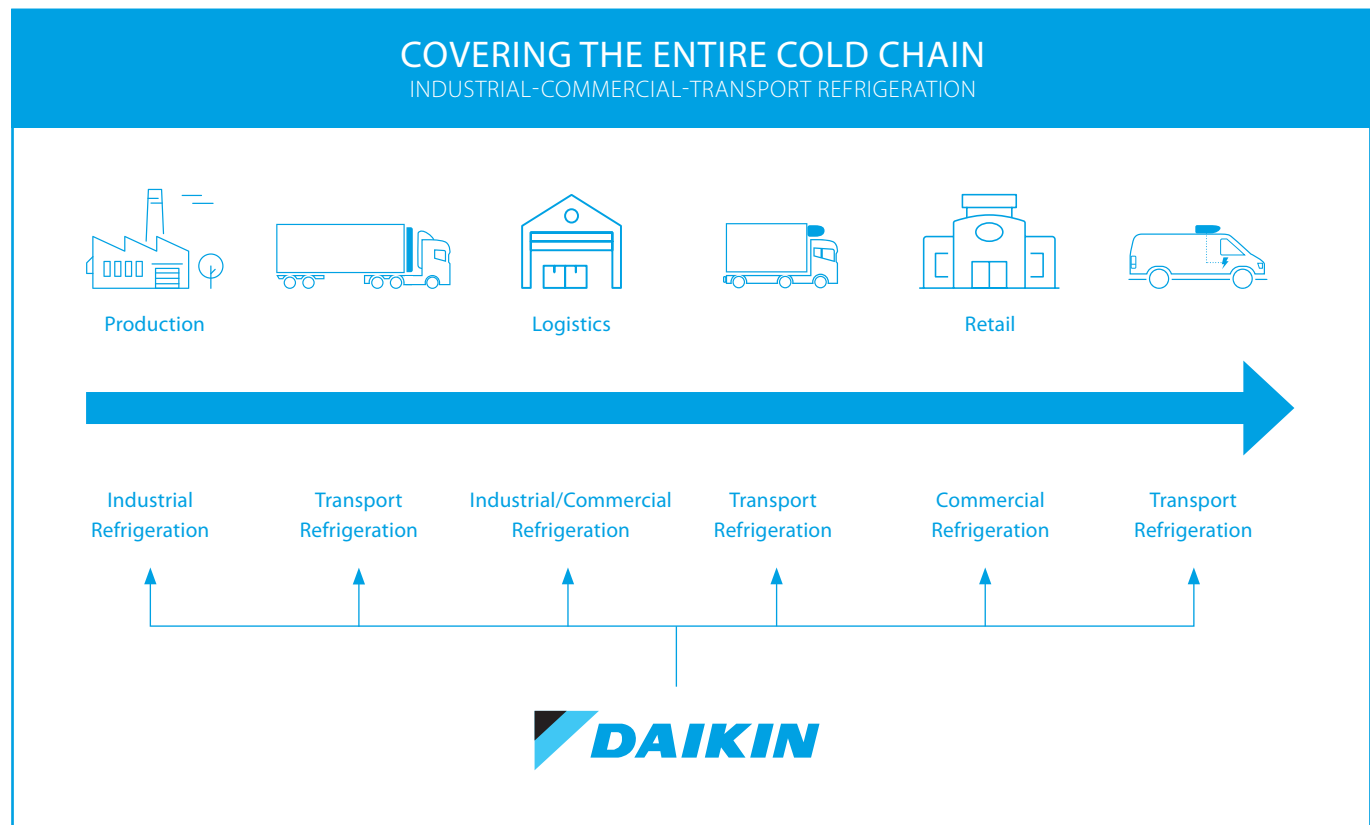 COVERING THE ENTIRE COLD CHAIN
INDUSTRIAL-COMMERCIAL-TRANSPORT REFRIGERATION
Production
Logistics
Retail
Industrial
Refrigeration
Transport
Refrigeration
Industrial/Commercial
Refrigeration
Transport
Refrigeration
Commercial
Refrigeration
Transport
Refrigeration
DAIKIN